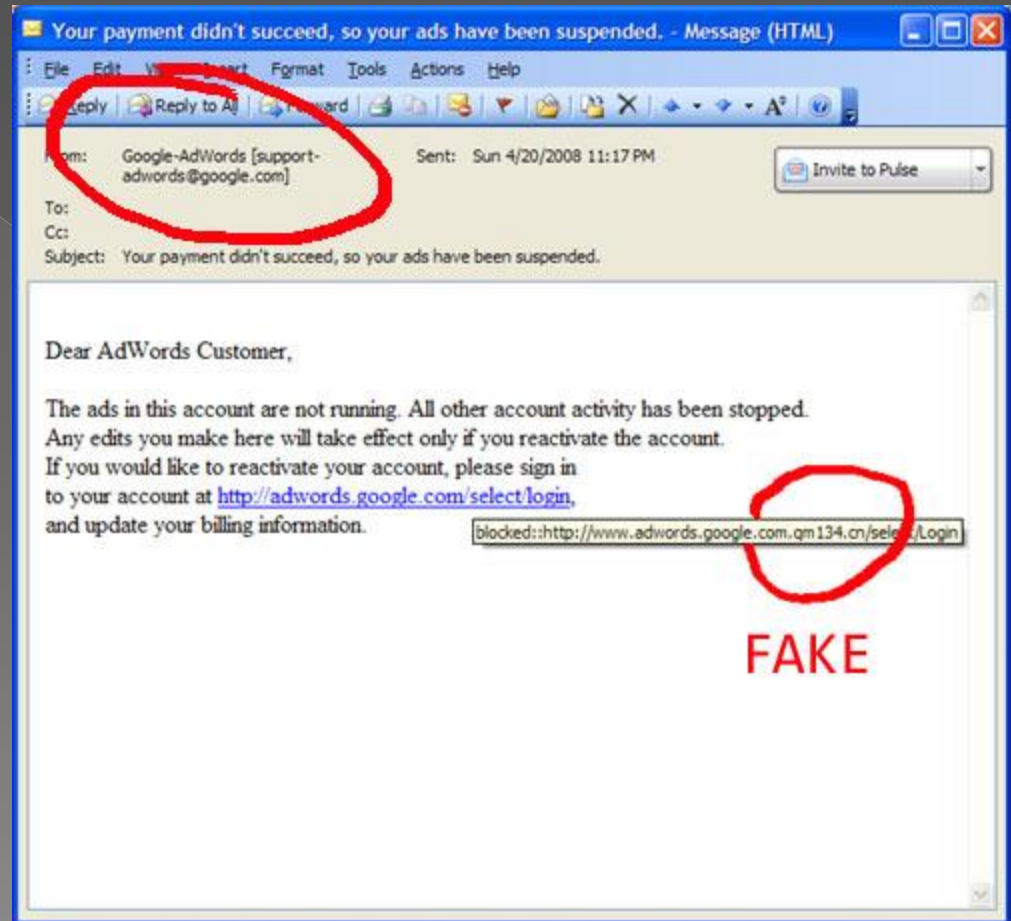 Your payment didn't succeed, so your ads have been suspended. - Message (HTML)
File Edit Format Tools Actions Help
Reply Reply to All Forward
From: Google-AdWords [support-adwords@google.com] Sent: Sun 4/20/2008 11:17 PM
Invite to Pulse
To:
Cc:
Subject: Your payment didn't succeed, so your ads have been suspended.
Dear AdWords Customer,
The ads in this account are not running. All other account activity has been stopped.
Any edits you make here will take effect only if you reactivate the account.
If you would like to reactivate your account, please sign in
to your account at http://adwords.google.com/select/login,
and update your billing information.
blocked::http://www.adwords.google.com.qm134.cn/select/Login
FAKE